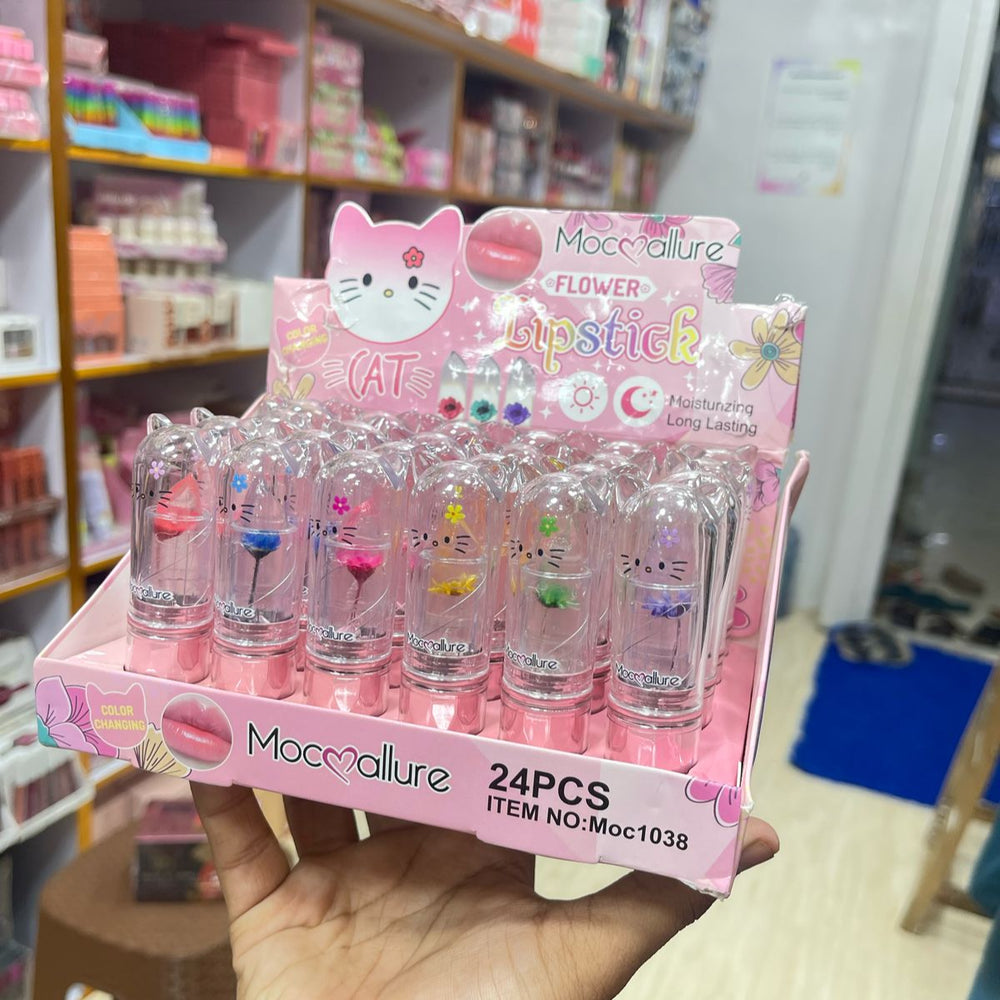 Mocallure
FLOWER
Lipstick
COLOR
CHANGING
CAT
Moisturizing
Long Lasting
Mocallure
Mocallure
Mocallure
Mocallure
Mocallure
Mocallure
COLOR
CHANGING
Mocallure
24PCS
ITEM NO:Moc1038